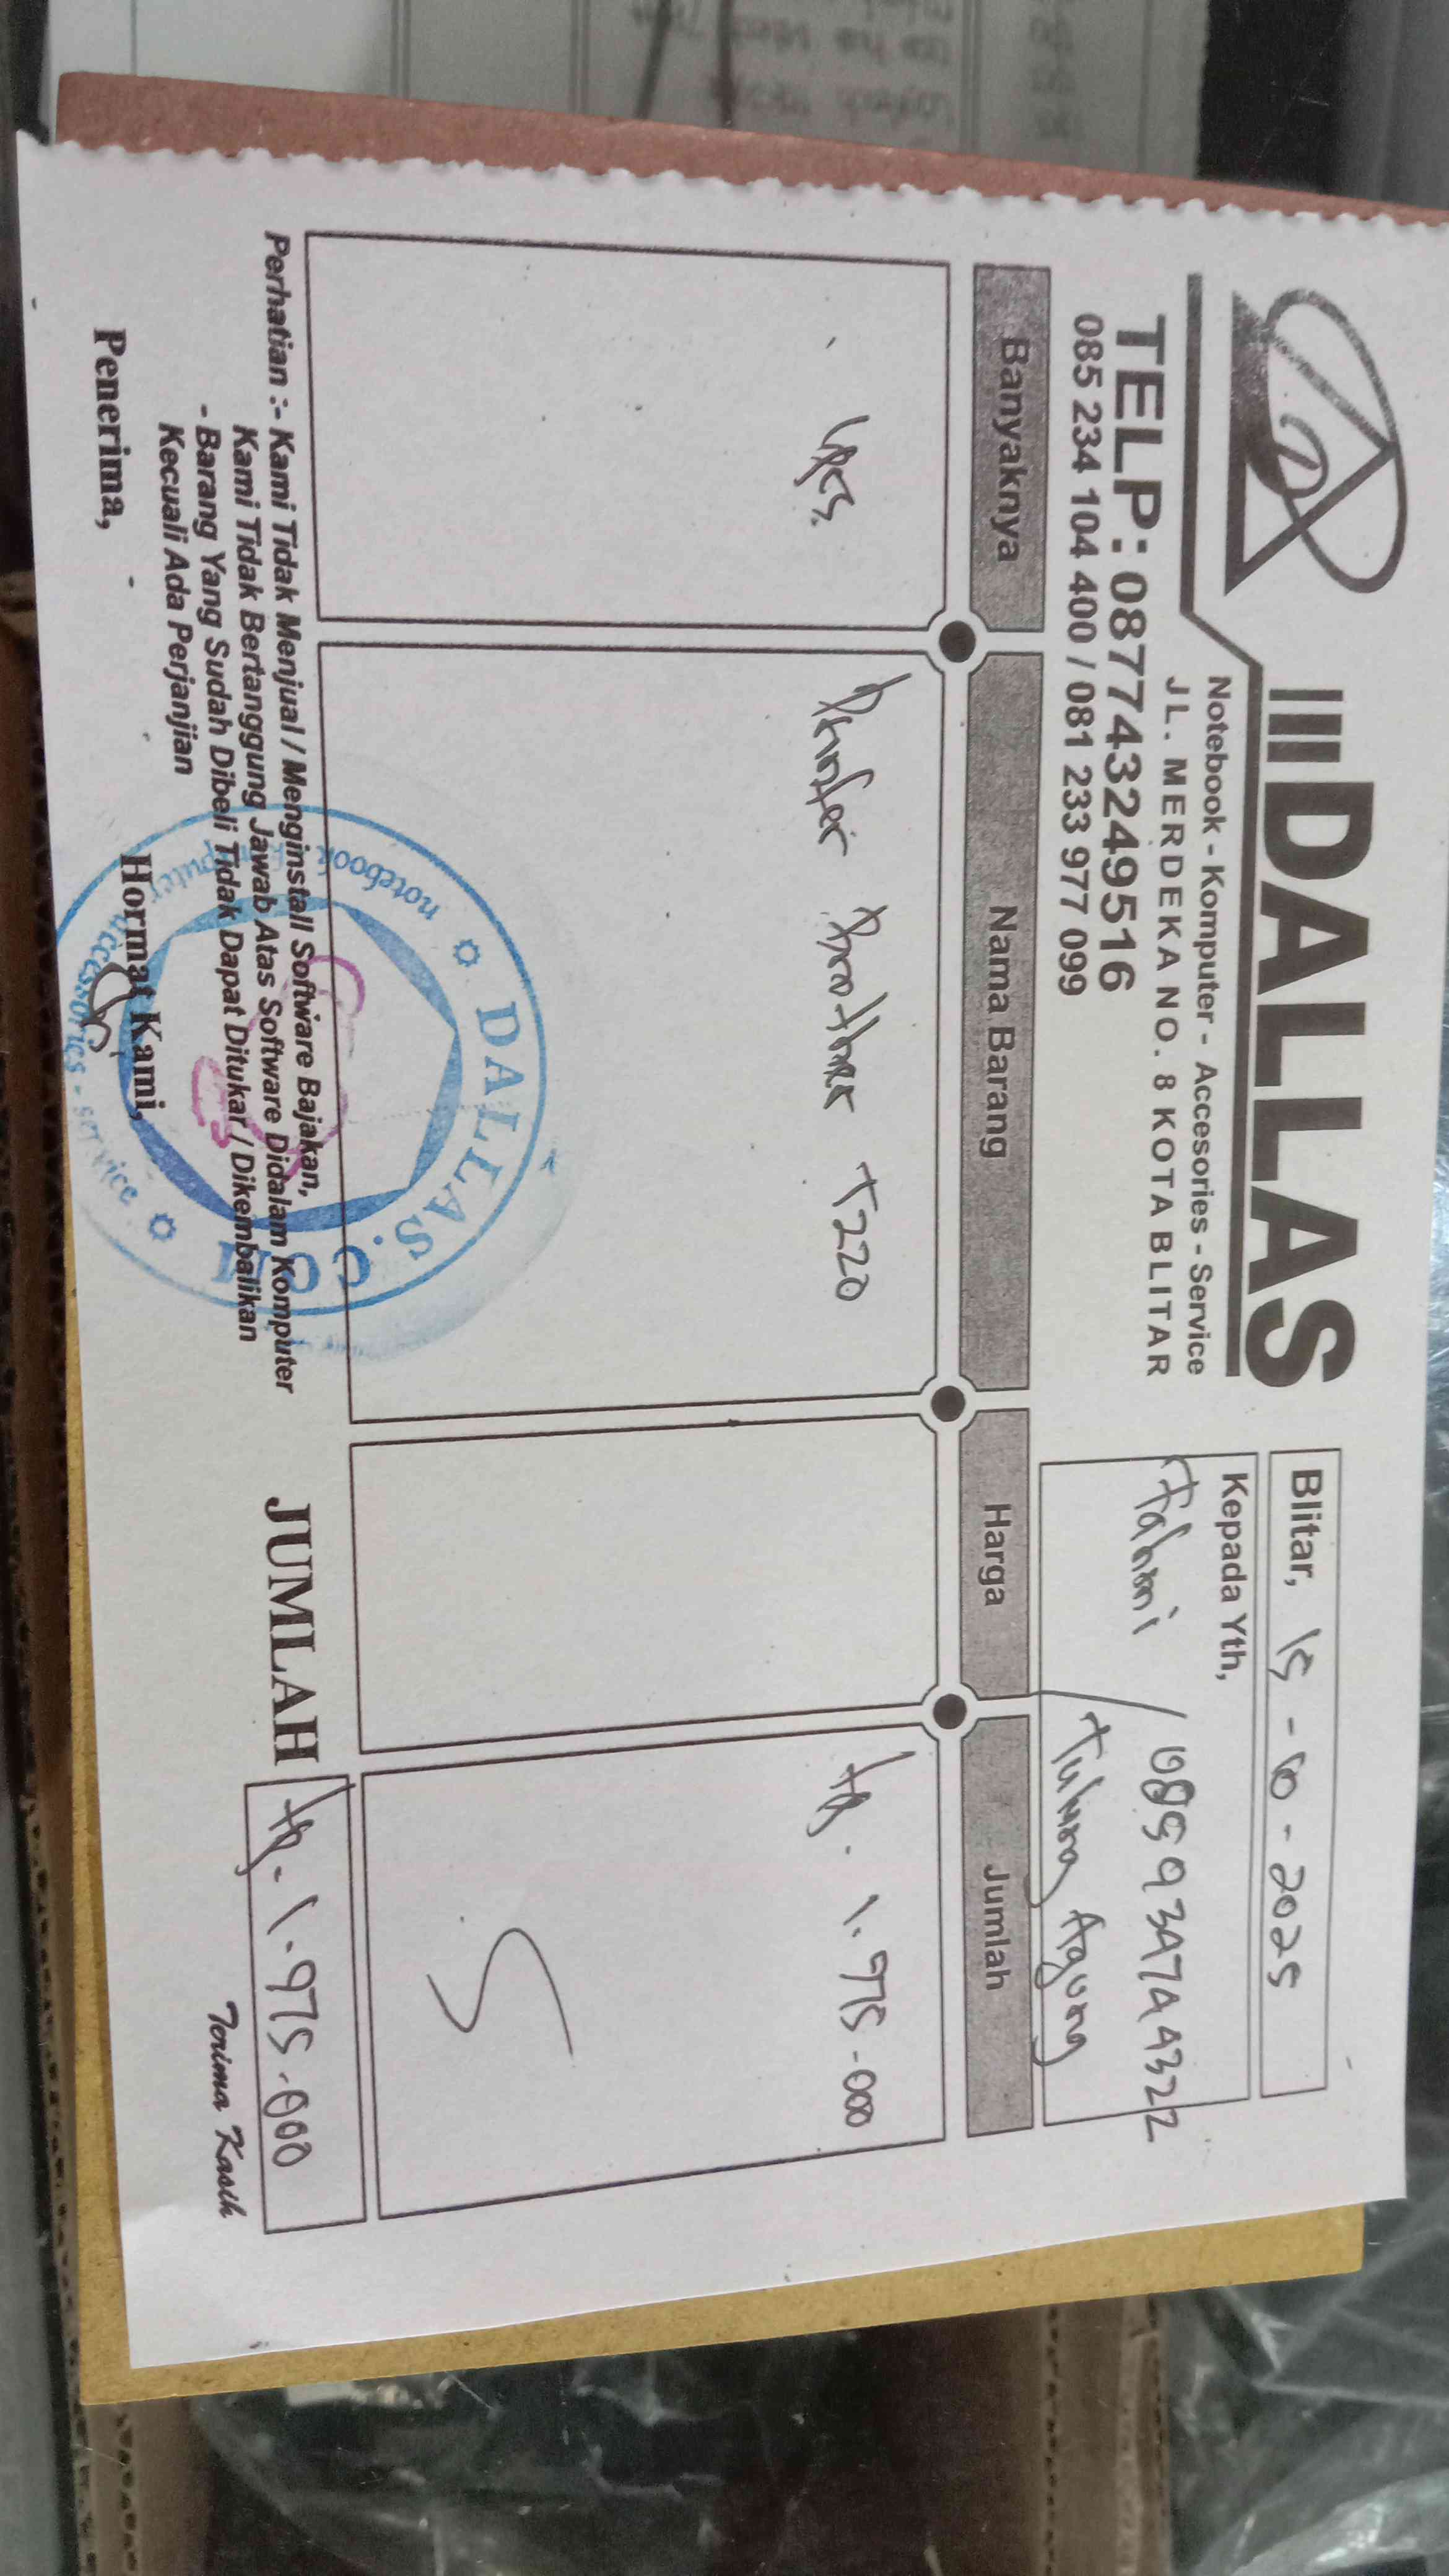 DALLAS
Notebook - Komputer - Accesories - Service
JL. MERDEKA NO. 8 KOTA BLITAR
TELP: 087743249516
085 234 104 400 / 081 233 977 099
Blitar, 15 - 10 - 2025
Kepada Yth,
Fahmi / 085934744322
Tulung Agung
Banyaknya Nama Barang Harga Jumlah
1 pcs. Printer Brother T220 Rp. 1.975.000
JUMLAH Rp. 1.975.000
Perhatian :- Kami Tidak Menjual / Menginstall Software Bajakan,
Kami Tidak Bertanggung Jawab Atas Software Didalam Komputer
- Barang Yang Sudah Dibeli Tidak Dapat Ditukar / Dikembalikan
Kecuali Ada Perjanjian
Terima Kasih
Penerima, Hormat Kami,
DALLAS.COM
notebook computer accessories - service